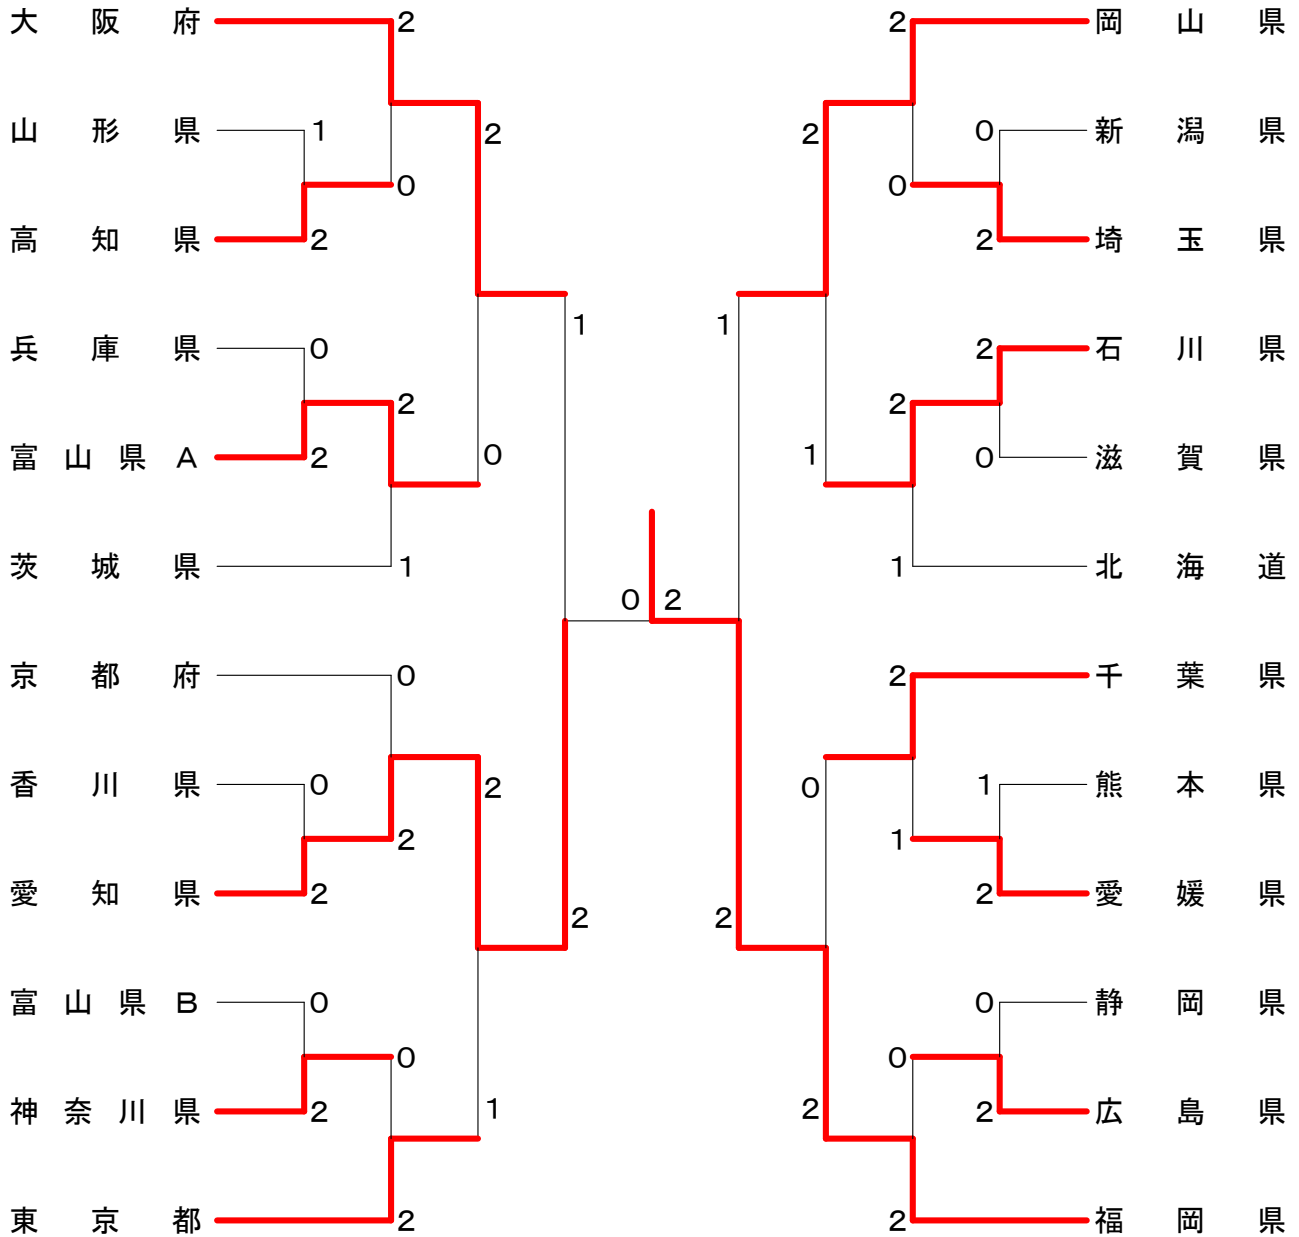 大阪府 2 2 岡山県
山形県 1 2 2 0 新潟県
0 0
高知県 2 2 埼玉県
1 1
兵庫県 0 2 石川県
2 2
富山県A 2 0 1 0 滋賀県
茨城県 1 1 北海道
0 2
京都府 0 2 千葉県
香川県 0 2 0 1 熊本県
2 1
愛知県 2 2 愛媛県
2 2
富山県B 0 0 静岡県
0 0
神奈川県 2 1 2 2 広島県
東京都 2 2 福岡県